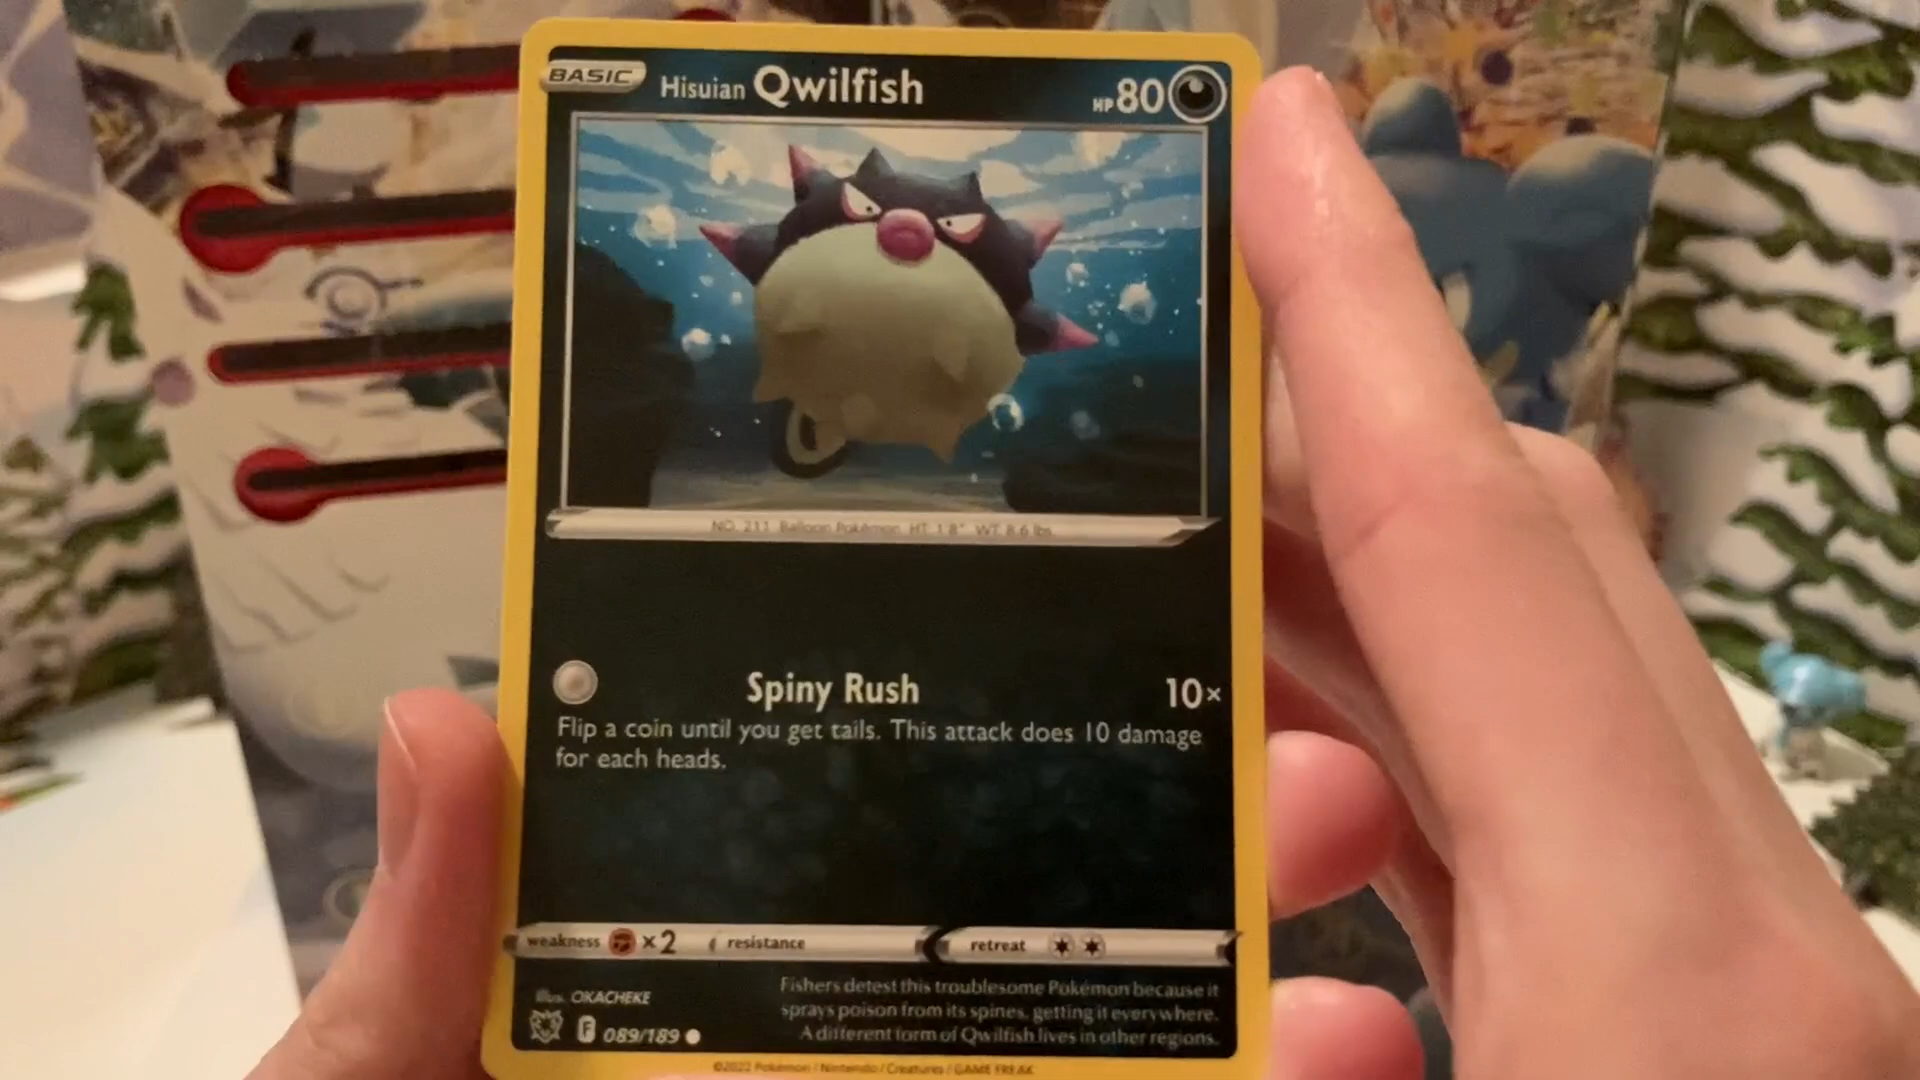 BASIC Hisuian Qwilfish HP 80
NO. 211 Balloon Pokémon HT. 1'8" WT. 8.6 lbs.
Spiny Rush 10×
Flip a coin until you get tails. This attack does 10 damage
for each heads.
weakness ×2 resistance retreat
Illus. OKACHEKE
Fishers detest this troublesome Pokémon because it
sprays poison from its spines, getting it everywhere.
A different form of Qwilfish lives in other regions.
F 089/189
©2022 Pokémon / Nintendo / Creatures / GAME FREAK